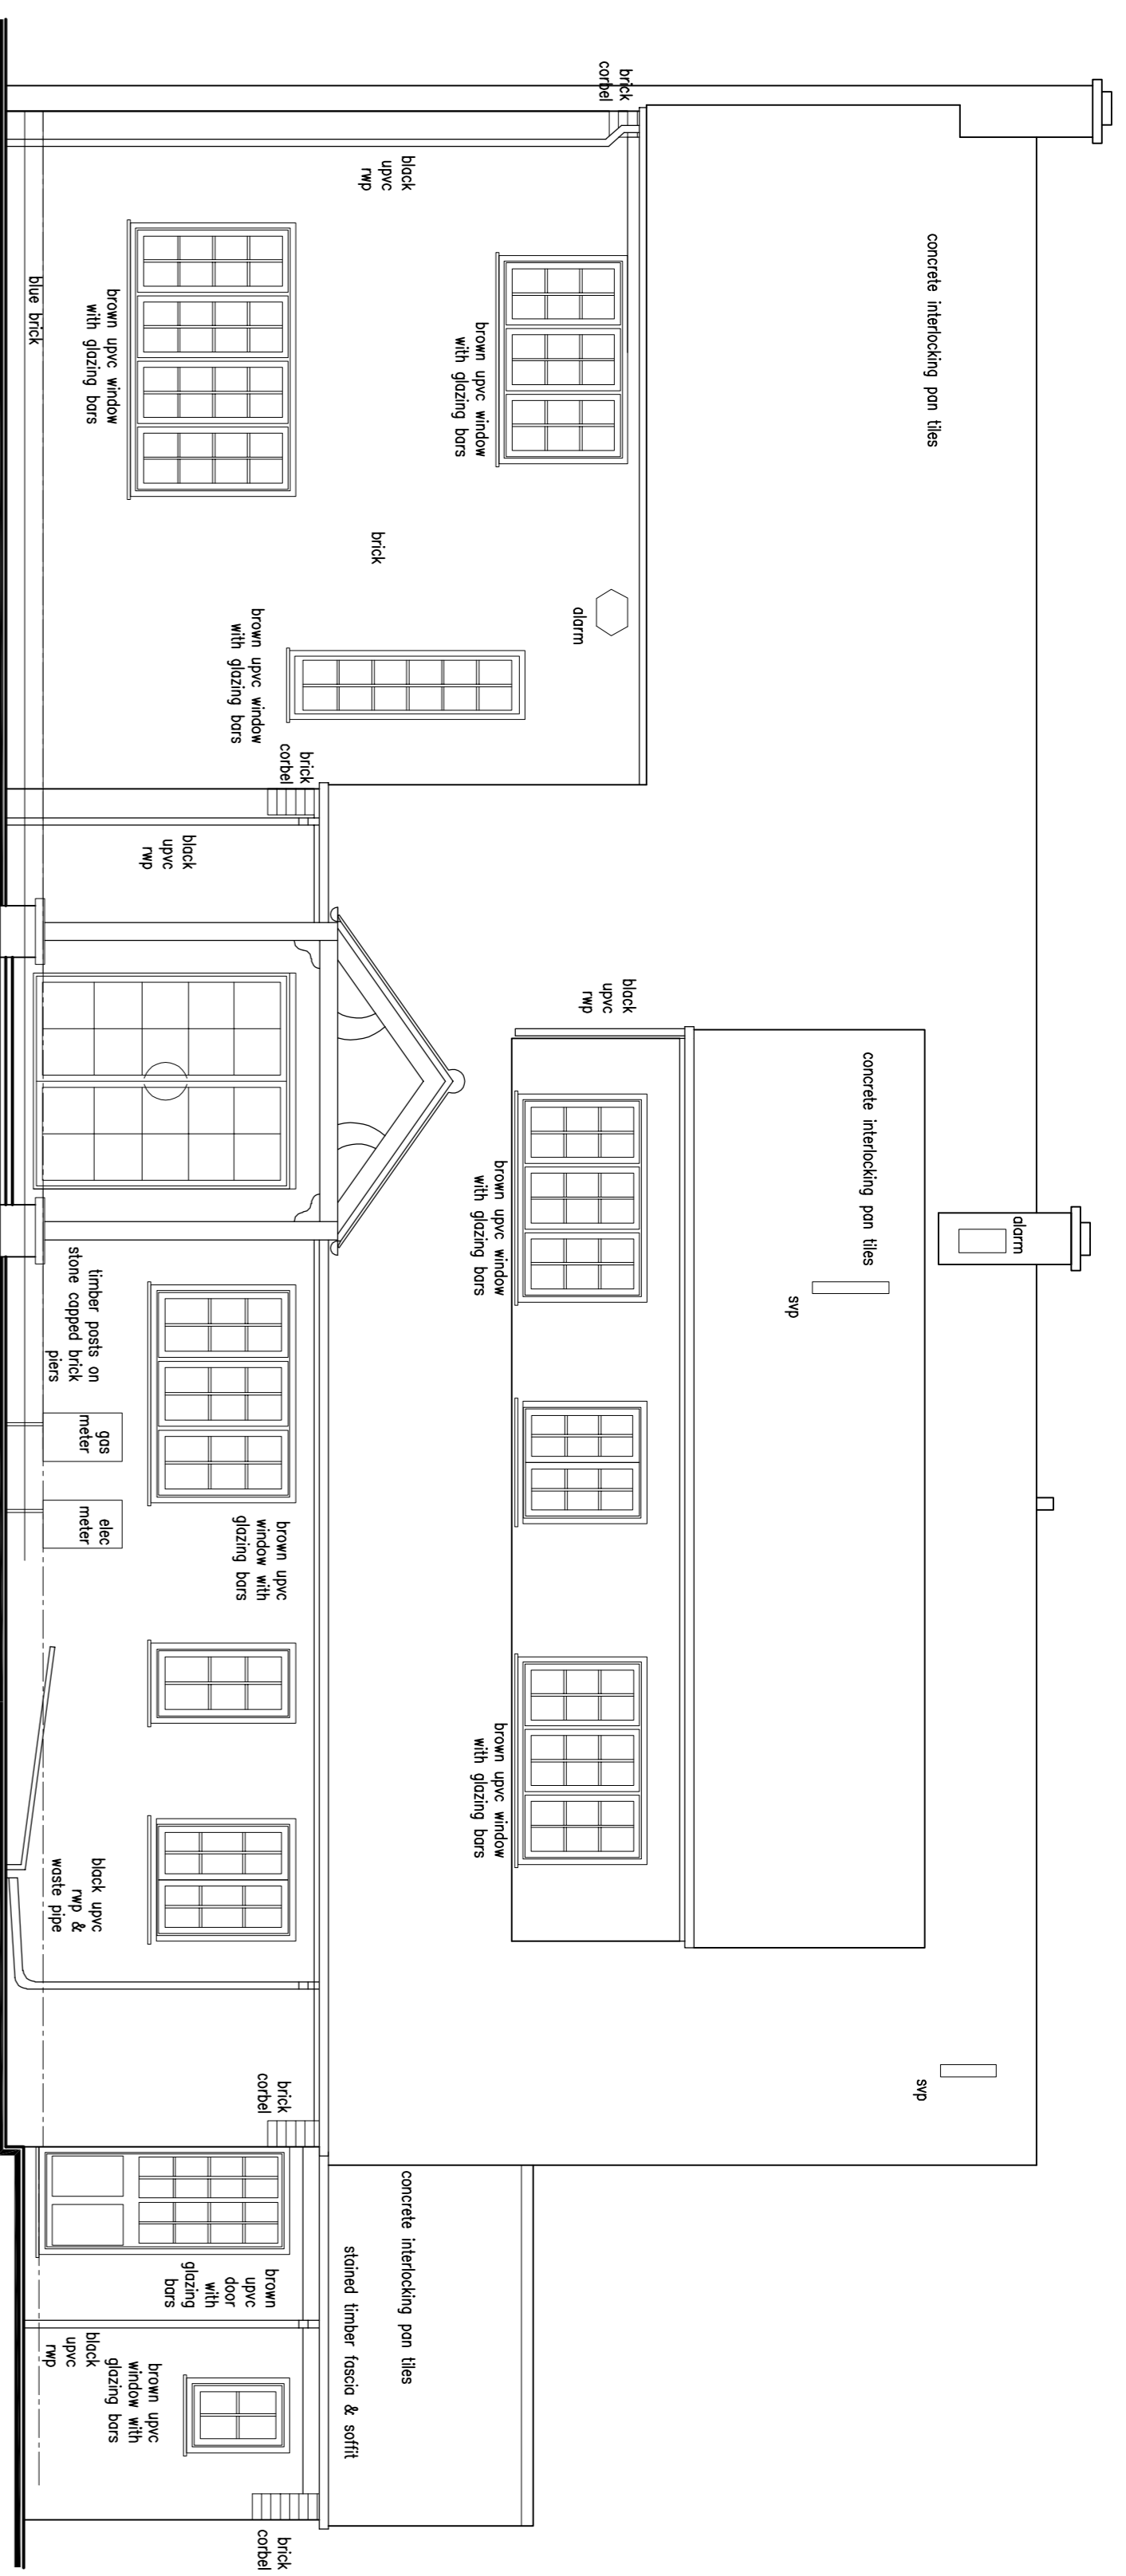 concrete interlocking pan tiles
alarm
concrete interlocking pan tiles
svp
svp
brick
corbel
black
upvc
rwp
brown upvc window
with glazing bars
alarm
brick
black
upvc
rwp
brown upvc window
with glazing bars
brown upvc window
with glazing bars
concrete interlocking pan tiles
stained timber fascia & soffit
brown upvc window
with glazing bars
brick
corbel
brown upvc window
with glazing bars
blue brick
black
upvc
rwp
timber posts on
stone capped brick
piers
gas
meter
elec
meter
brown upvc
window with
glazing bars
black upvc
rwp &
waste pipe
brick
corbel
brown
upvc
door
with
glazing
bars
black
upvc
rwp
brown upvc
window with
glazing bars
brick
corbel